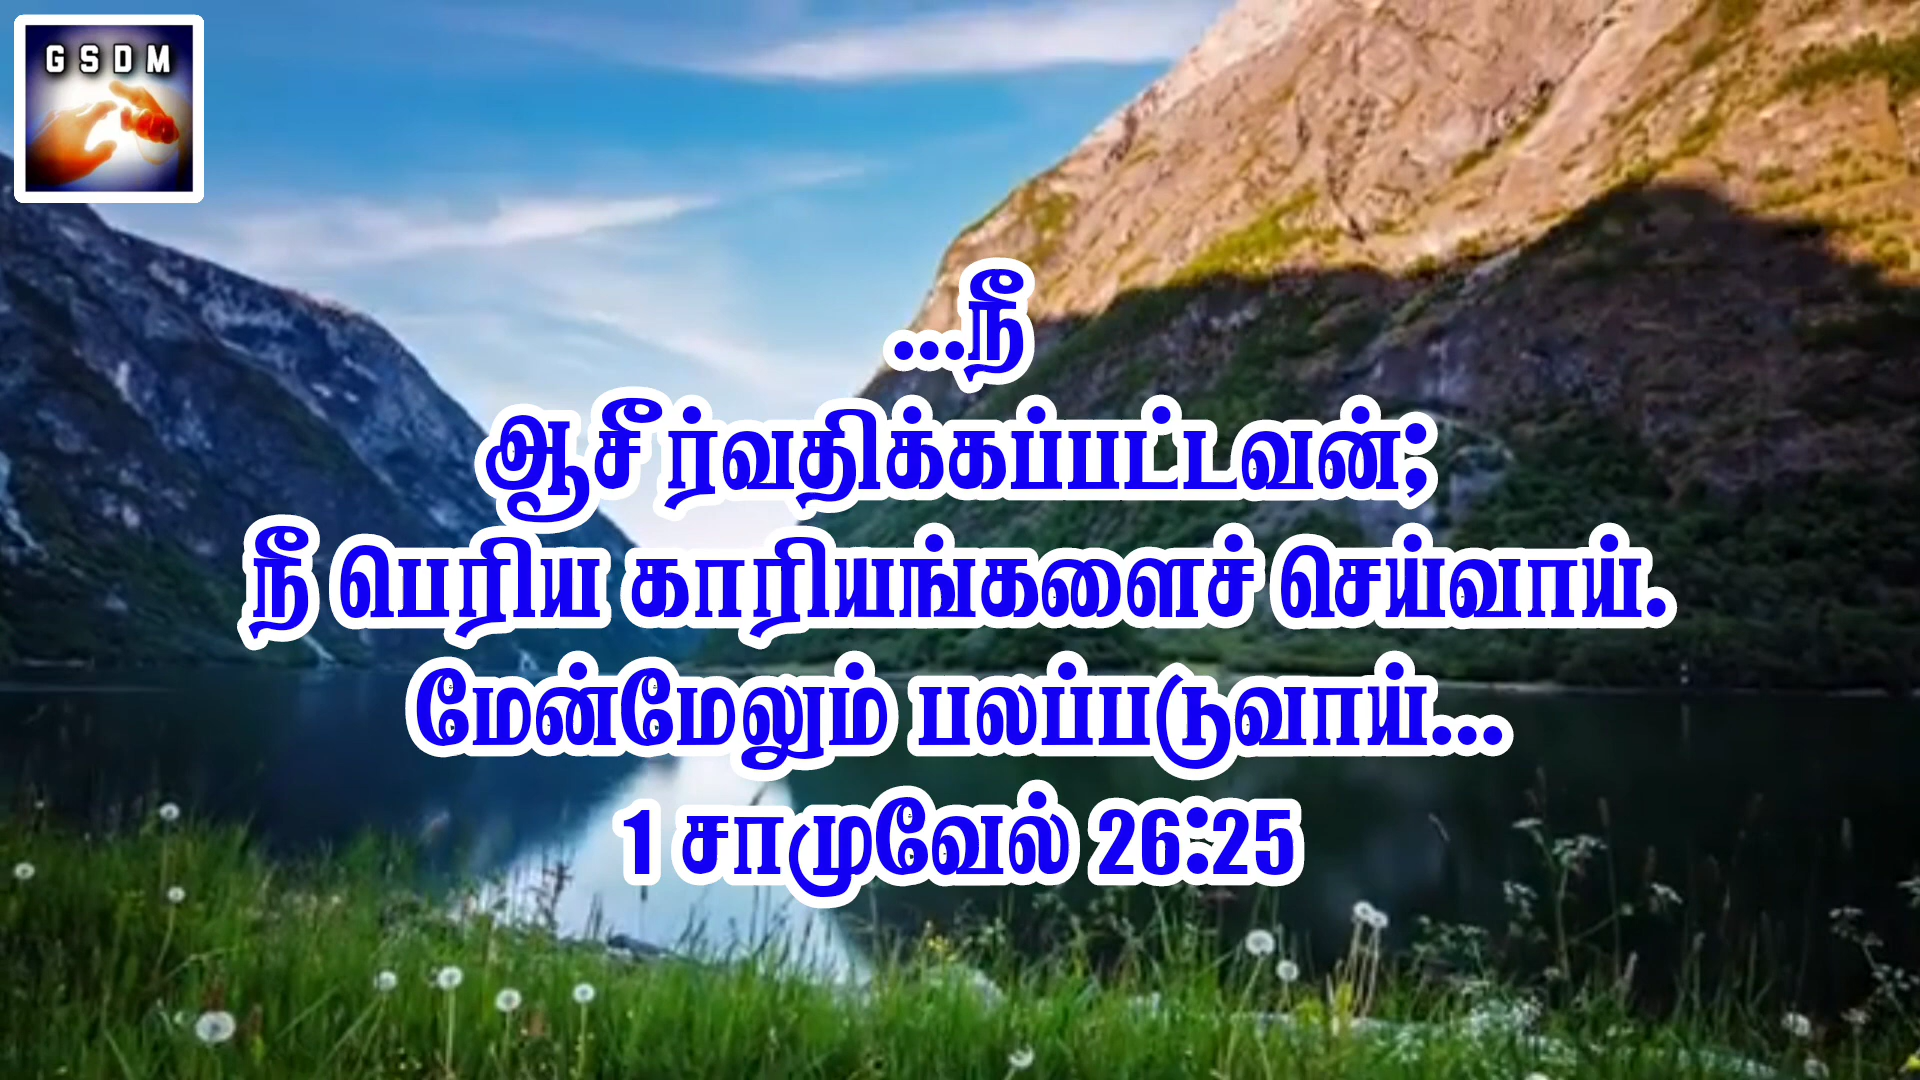 GSDM
...நீ
ஆசீர்வதிக்கப்பட்டவன்;
நீ பெரிய காரியங்களைச் செய்வாய்.
மேன்மேலும் பலப்படுவாய்...
1 சாமுவேல் 26:25